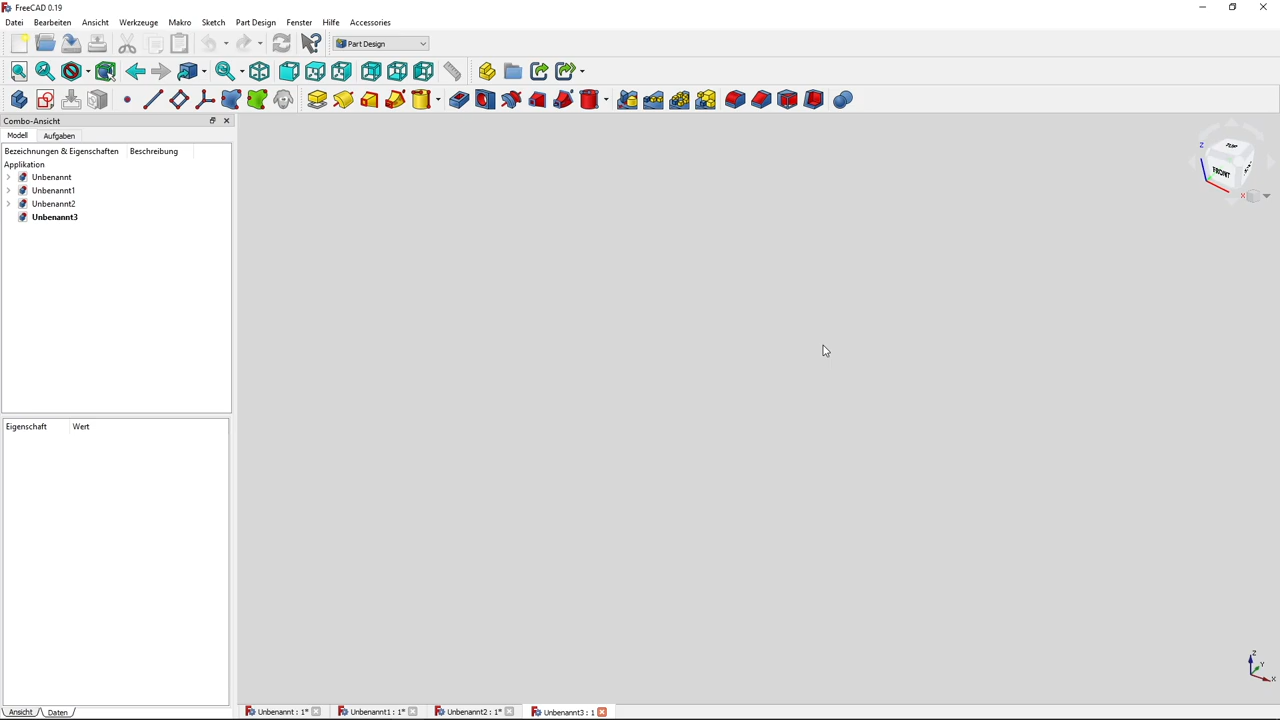 FreeCAD 0.19
Datei Bearbeiten Ansicht Werkzeuge Makro Sketch Part Design Fenster Hilfe Accessories
Part Design
Combo-Ansicht
Modell Aufgaben
Bezeichnungen & Eigenschaften Beschreibung
Applikation
Unbenannt
Unbenannt1
Unbenannt2
Unbenannt3
Eigenschaft Wert
Ansicht Daten
Unbenannt : 1* Unbenannt1 : 1* Unbenannt2 : 1* Unbenannt3 : 1
TOP
FRONT
Z
X
Z
Y
X